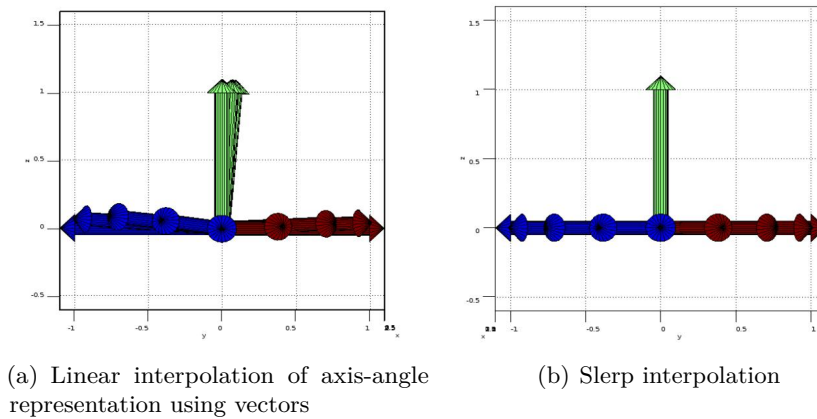 1.5
1
0.5
0
-0.5
z
-1
-0.5
0
0.5
1
y
x
1.5
1
0.5
0
-0.5
z
x
-1
-0.5
0
0.5
1
y
(a) Linear interpolation of axis-angle
representation using vectors
(b) Slerp interpolation